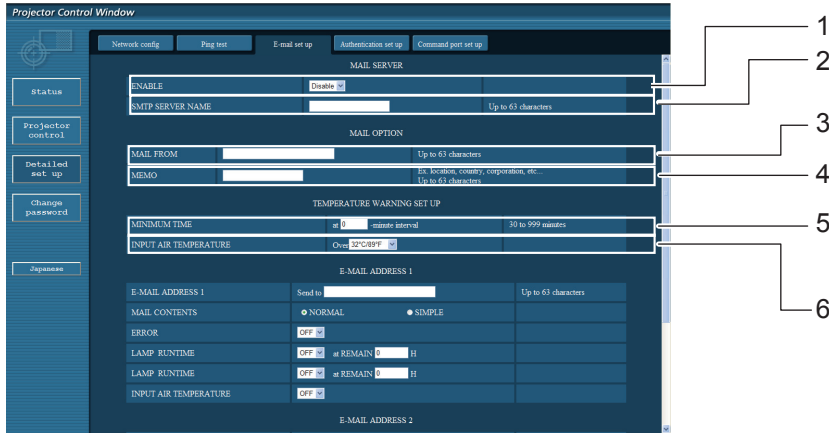 Projector Control Window
Network config Ping test E-mail set up Authentication set up Command port set up
MAIL SERVER
ENABLE Disable
SMTP SERVER NAME Up to 63 characters
MAIL OPTION
MAIL FROM Up to 63 characters
MEMO Ex. location, country, corporation, etc...
Up to 63 characters
TEMPERATURE WARNING SET UP
MINIMUM TIME at 0 -minute interval 30 to 999 minutes
INPUT AIR TEMPERATURE Over 32°C/89°F
E-MAIL ADDRESS 1
E-MAIL ADDRESS 1 Send to Up to 63 characters
MAIL CONTENTS NORMAL SIMPLE
ERROR OFF
LAMP RUNTIME OFF at REMAIN 0 H
LAMP RUNTIME OFF at REMAIN 0 H
INPUT AIR TEMPERATURE OFF
E-MAIL ADDRESS 2
Status
Projector
control
Detailed
set up
Change
password
Japanese
1
2
3
4
5
6